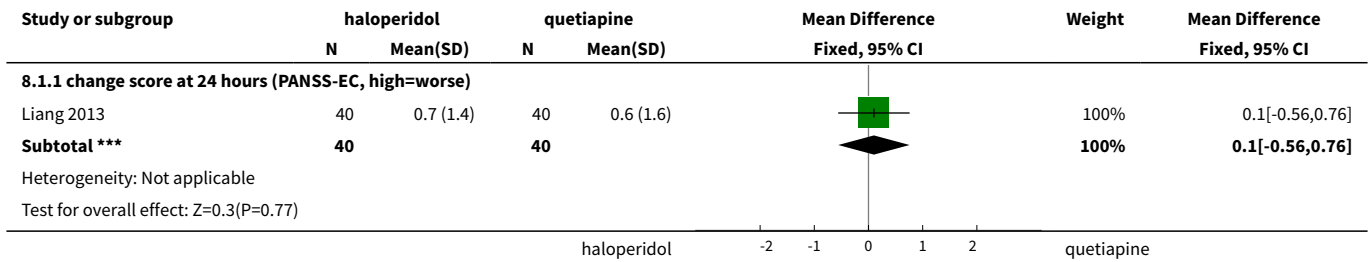 Study or subgroup haloperidol quetiapine Mean Difference Weight Mean Difference
N Mean(SD) N Mean(SD) Fixed, 95% CI Fixed, 95% CI
8.1.1 change score at 24 hours (PANSS-EC, high=worse)
Liang 2013 40 0.7 (1.4) 40 0.6 (1.6) 100% 0.1[-0.56,0.76]
Subtotal *** 40 40 100% 0.1[-0.56,0.76]
Heterogeneity: Not applicable
Test for overall effect: Z=0.3(P=0.77)
haloperidol -2 -1 0 1 2 quetiapine